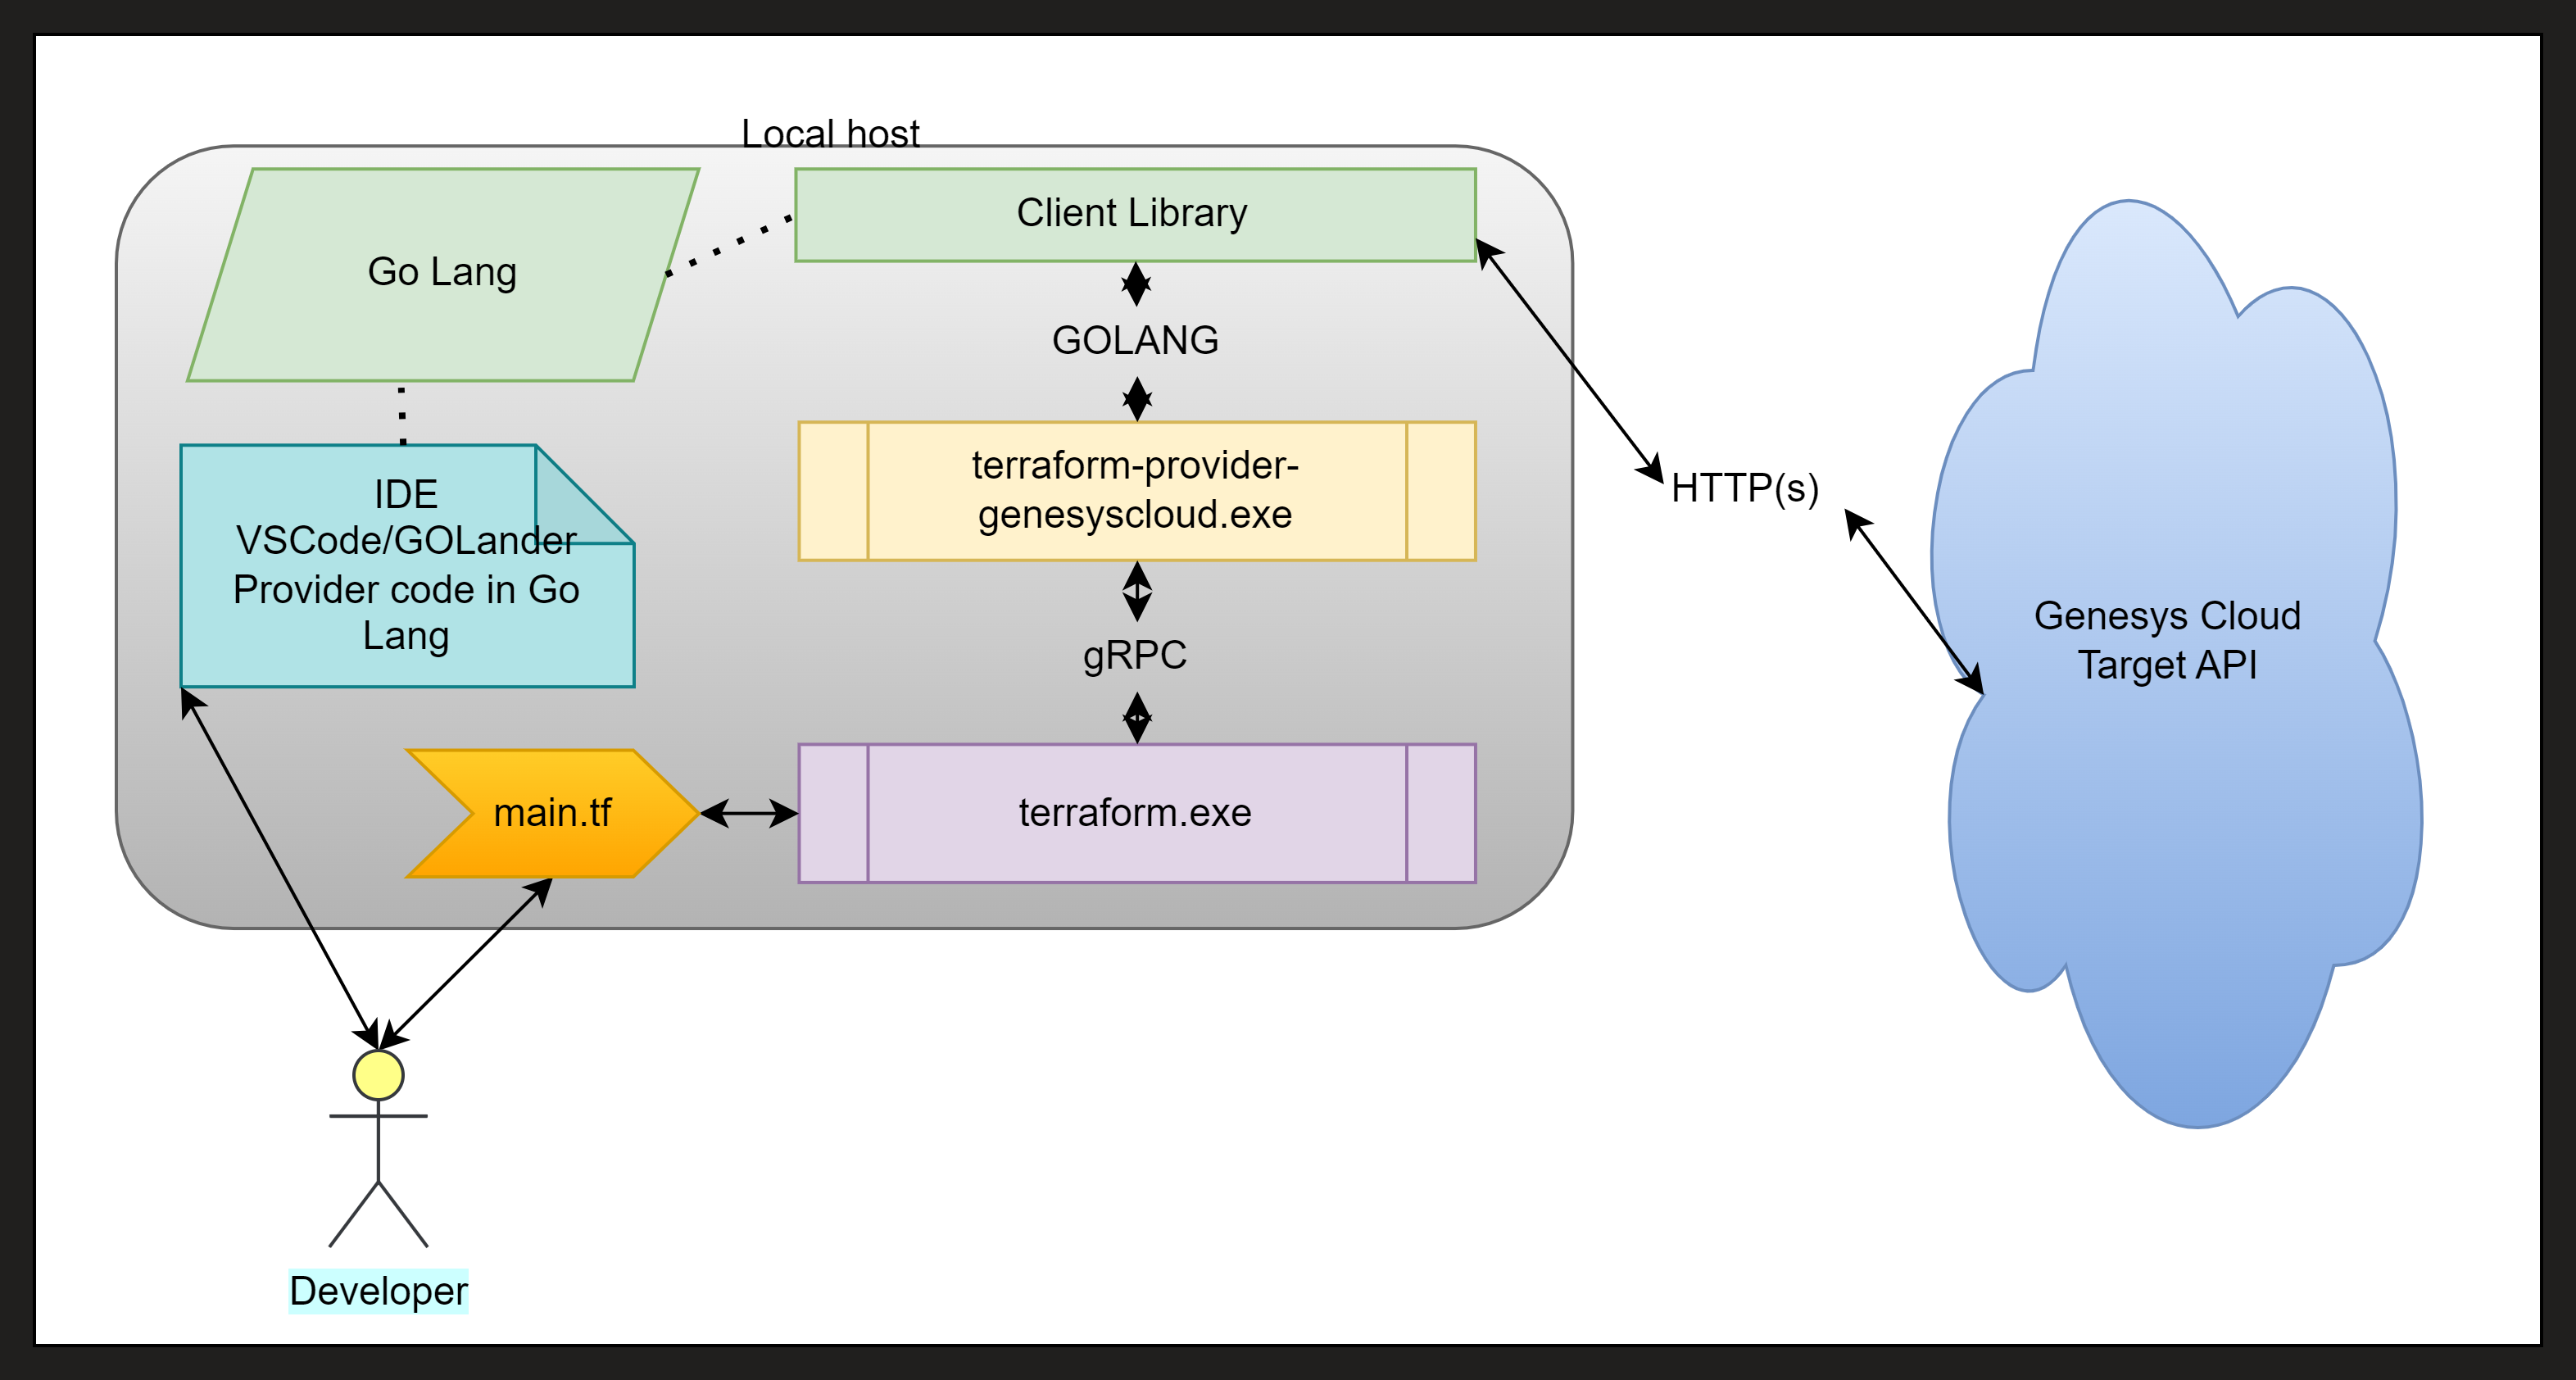 Local host
Go Lang
Client Library
GOLANG
IDE
VSCode/GOLander
Provider code in Go
Lang
terraform-provider-
genesyscloud.exe
HTTP(s)
gRPC
Genesys Cloud
Target API
main.tf
terraform.exe
Developer